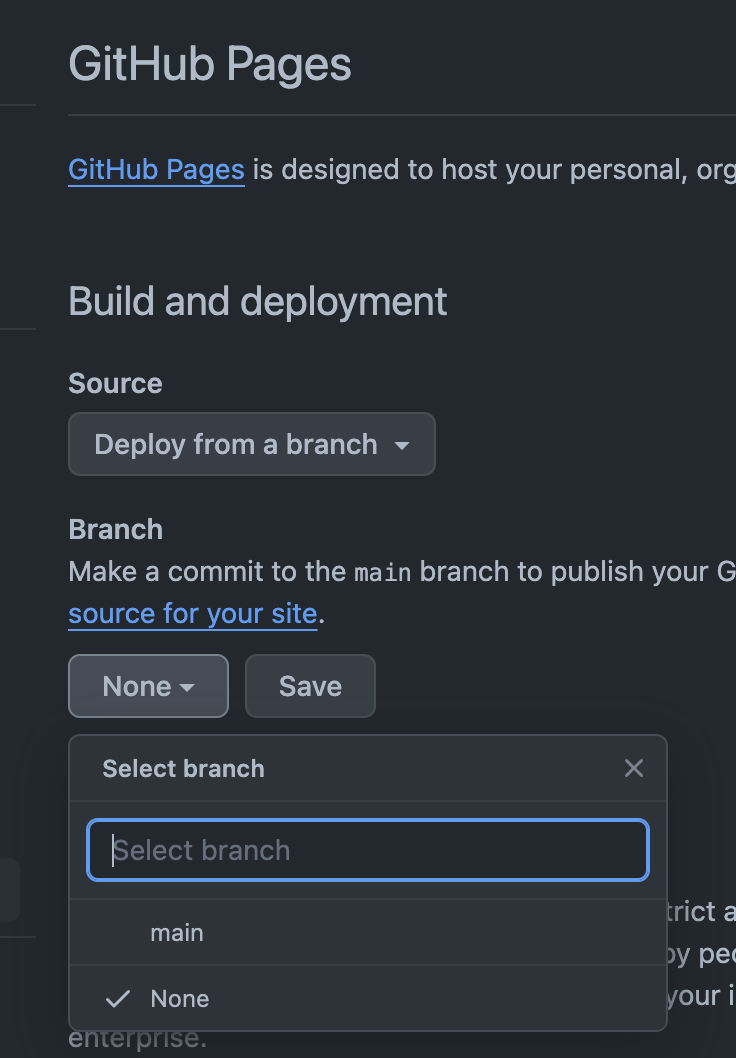 GitHub Pages
GitHub Pages is designed to host your personal, org
Build and deployment
Source
Deploy from a branch
Branch
Make a commit to the main branch to publish your G
source for your site.
None
Save
Select branch
Select branch
main
None
trict a
by peo
your i
enterprise.